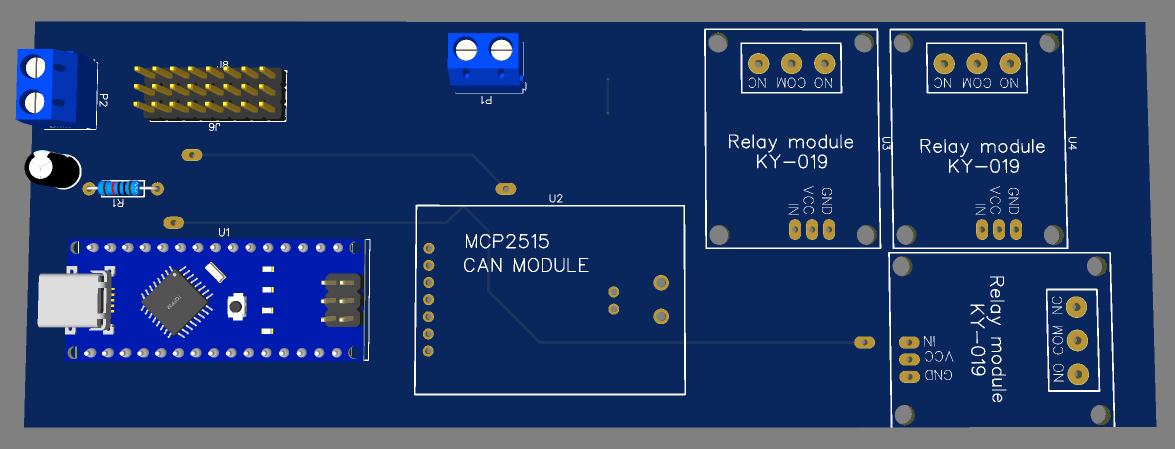 J8
P2
J6
P1
R1
U1
U2
MCP2515
CAN MODULE
NC COM NO
Relay module
KY-019
IN
VCC
GND
U3
NC COM NO
Relay module
KY-019
IN
VCC
GND
U4
Relay module
KY-019
IN
VCC
GND
NC
COM
NO